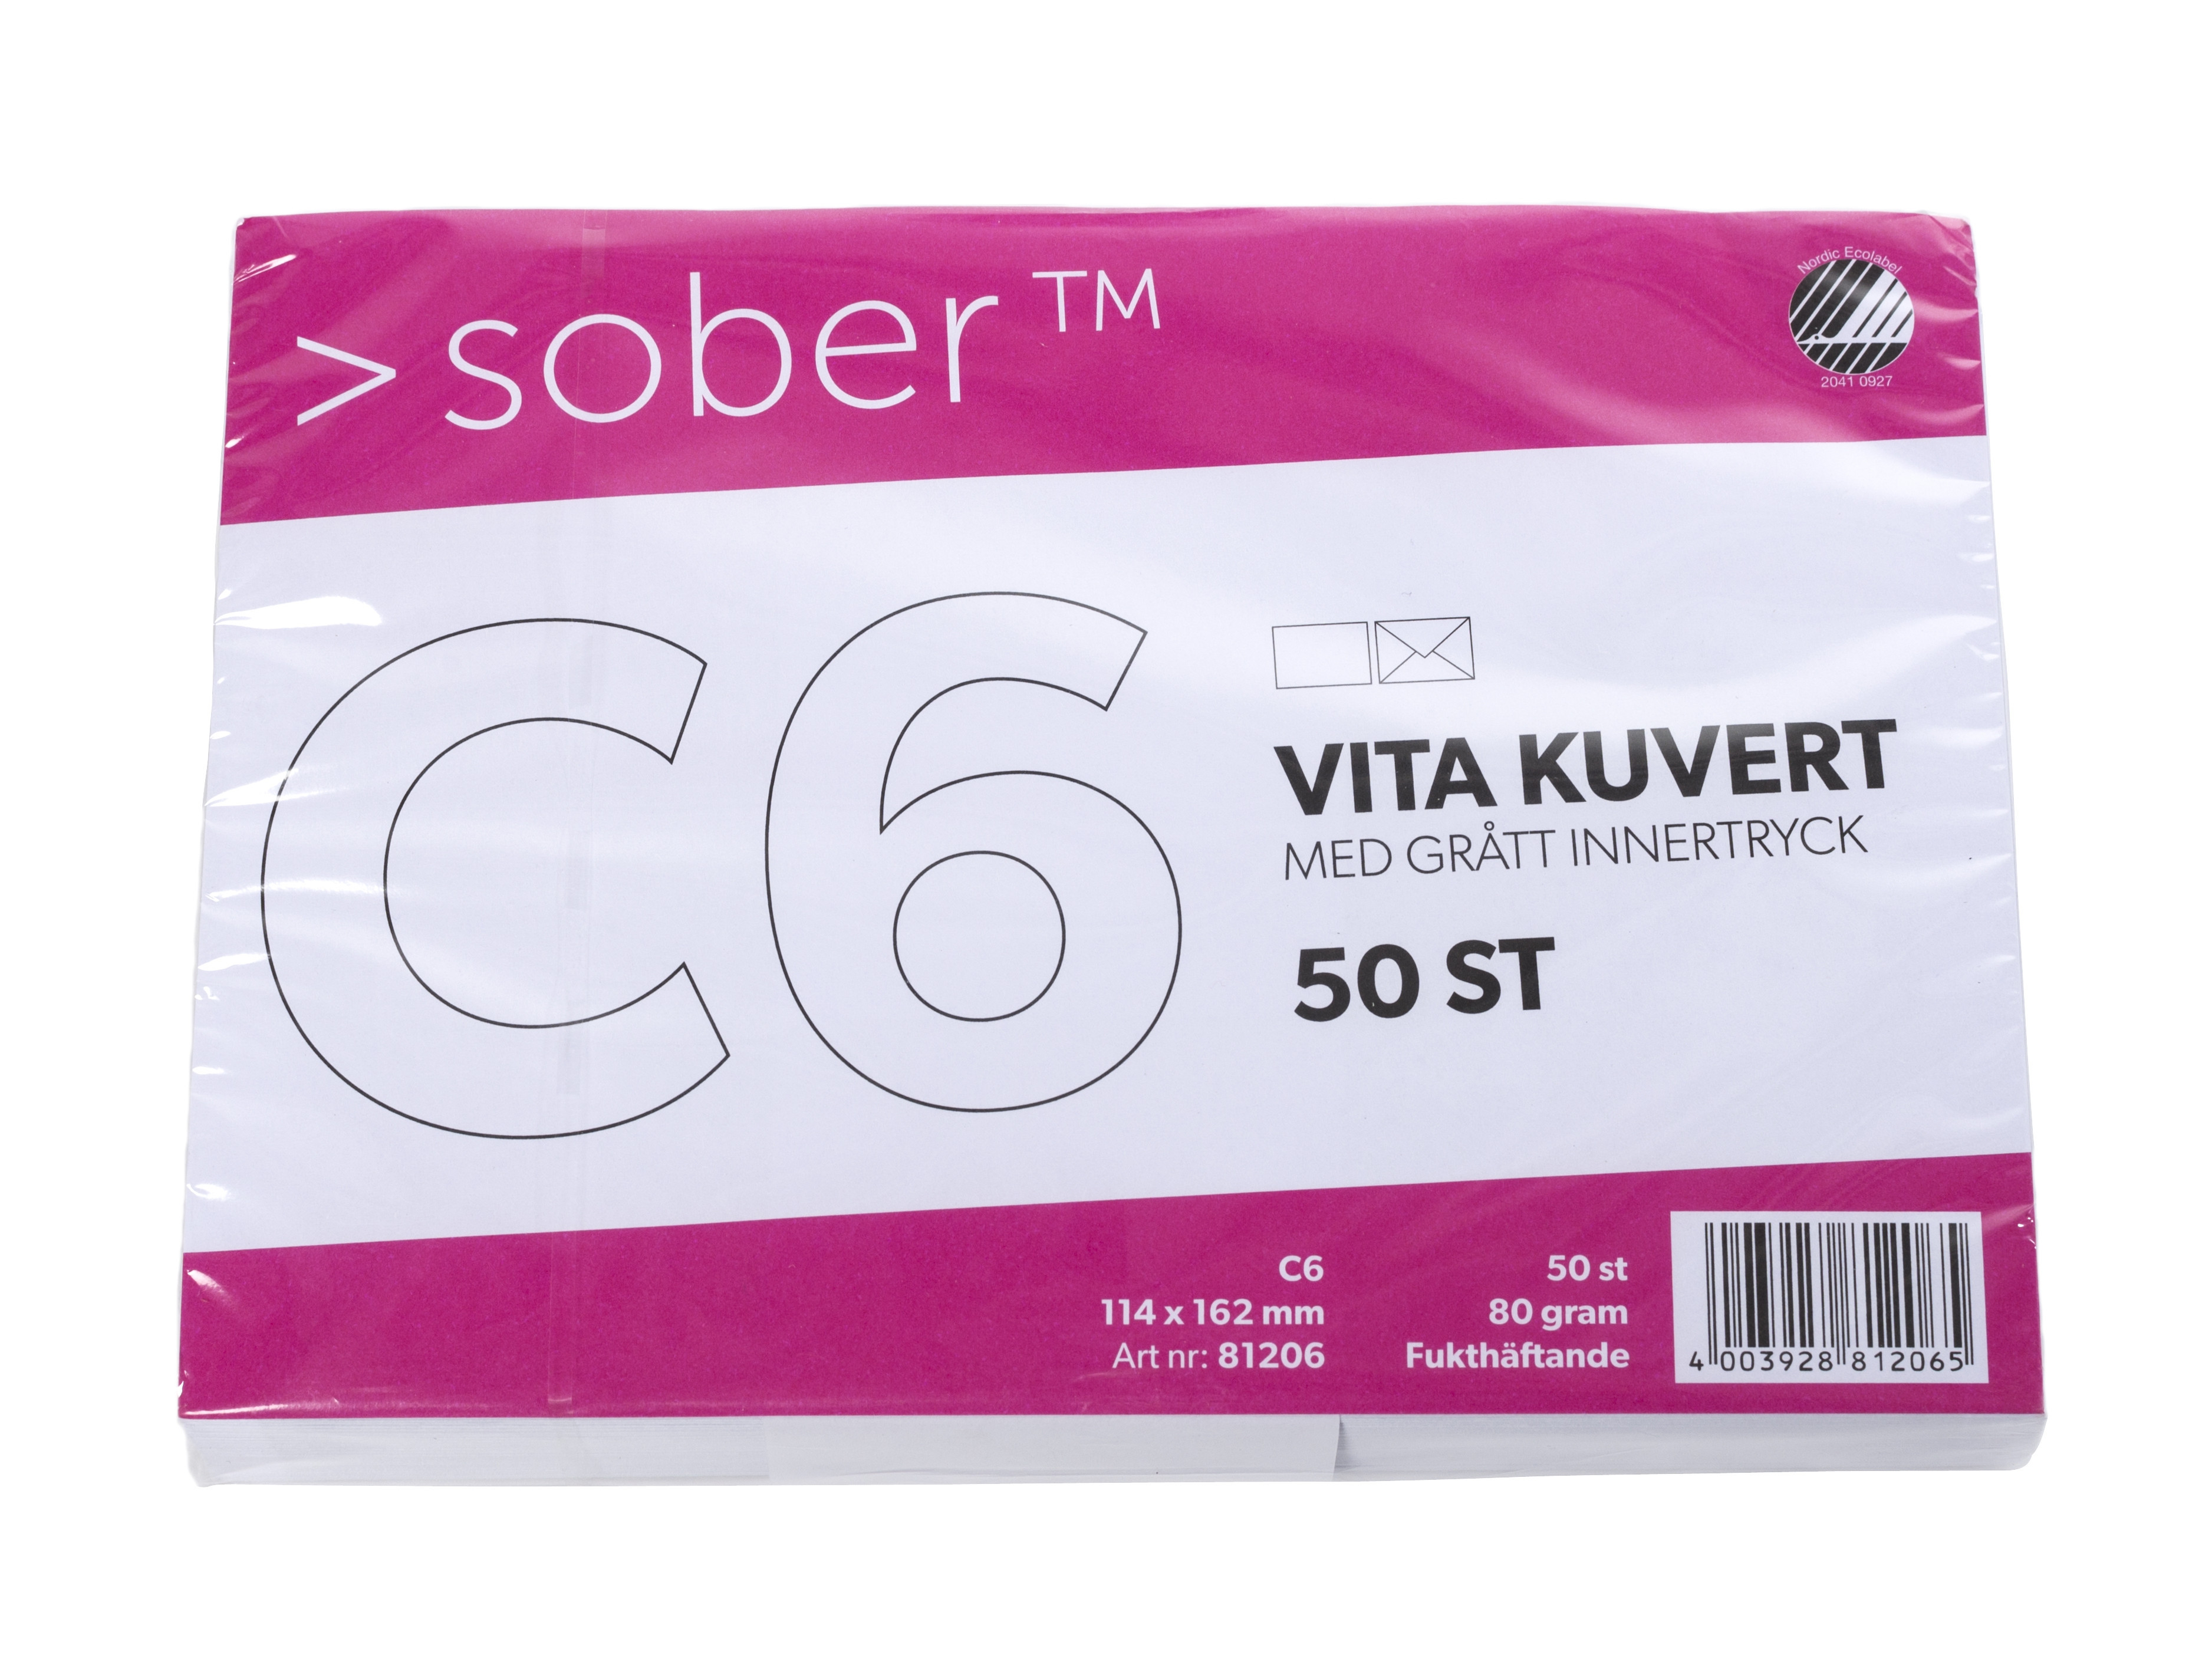 > sober™
Nordic Ecolabel
2041 0927
C6
VITA KUVERT
MED GRÅTT INNERTRYCK
50 ST
C6
114 x 162 mm
Art nr: 81206
50 st
80 gram
Fukthäftande
4 003928 812065